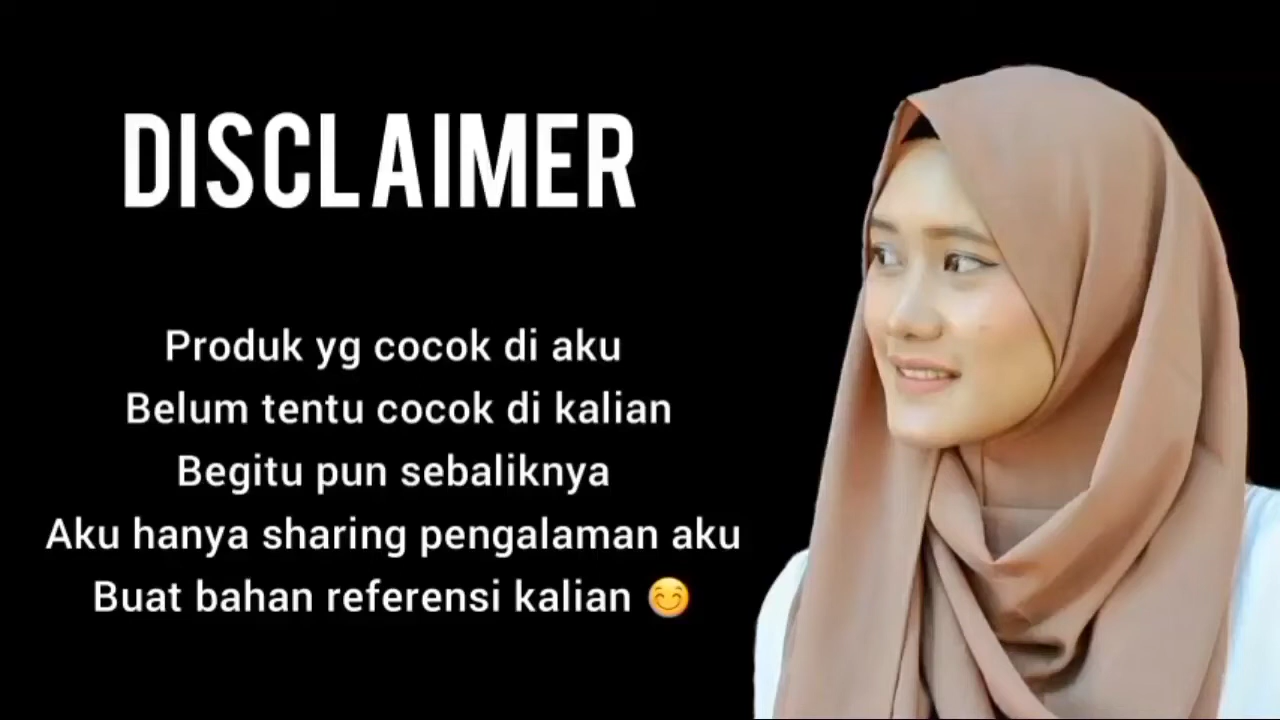 DISCLAIMER
Produk yg cocok di aku
Belum tentu cocok di kalian
Begitu pun sebaliknya
Aku hanya sharing pengalaman aku
Buat bahan referensi kalian 😊